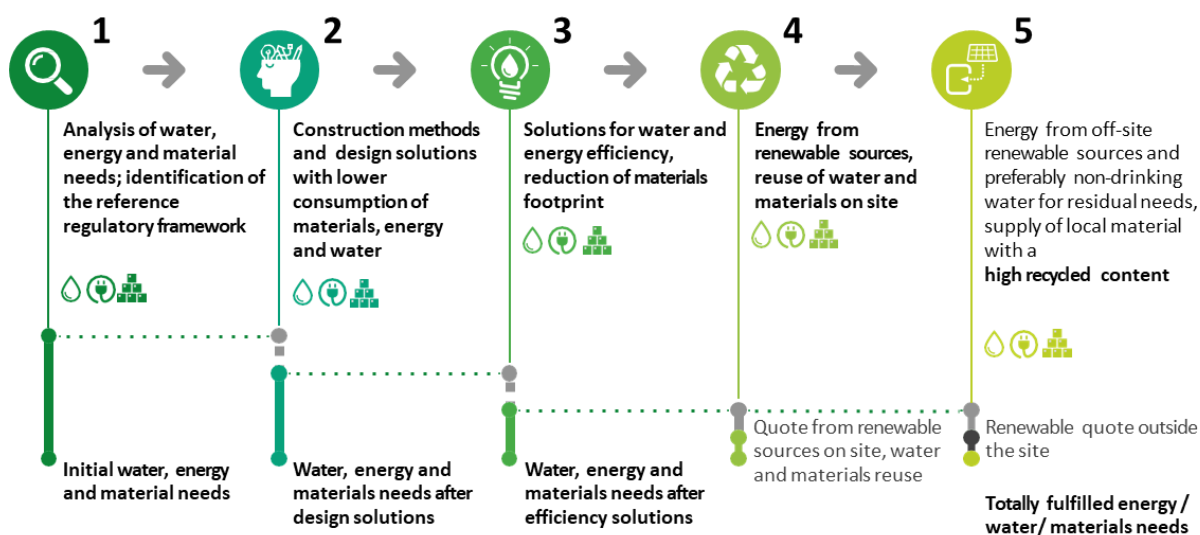 1
Analysis of water,
energy and material
needs; identification of
the reference
regulatory framework
Initial water, energy
and material needs
2
Construction methods
and design solutions
with lower
consumption of
materials, energy
and water
Water, energy and
materials needs after
design solutions
3
Solutions for water and
energy efficiency,
reduction of materials
footprint
Water, energy and
materials needs after
efficiency solutions
4
Energy from
renewable sources,
reuse of water and
materials on site
Quote from renewable
sources on site, water
and materials reuse
5
Energy from off-site
renewable sources and
preferably non-drinking
water for residual needs,
supply of local material
with a
high recycled content
Renewable quote outside
the site
Totally fulfilled energy /
water/ materials needs